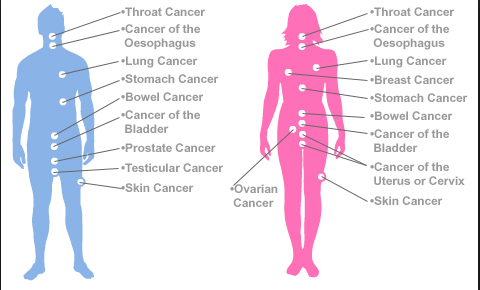 •Throat Cancer
•Cancer of the
Oesophagus
•Lung Cancer
•Stomach Cancer
•Bowel Cancer
•Cancer of the
Bladder
•Prostate Cancer
•Testicular Cancer
•Skin Cancer
•Throat Cancer
•Cancer of the
Oesophagus
•Lung Cancer
•Breast Cancer
•Stomach Cancer
•Bowel Cancer
•Cancer of the
Bladder
•Cancer of the
Uterus or Cervix
•Skin Cancer
•Ovarian
Cancer